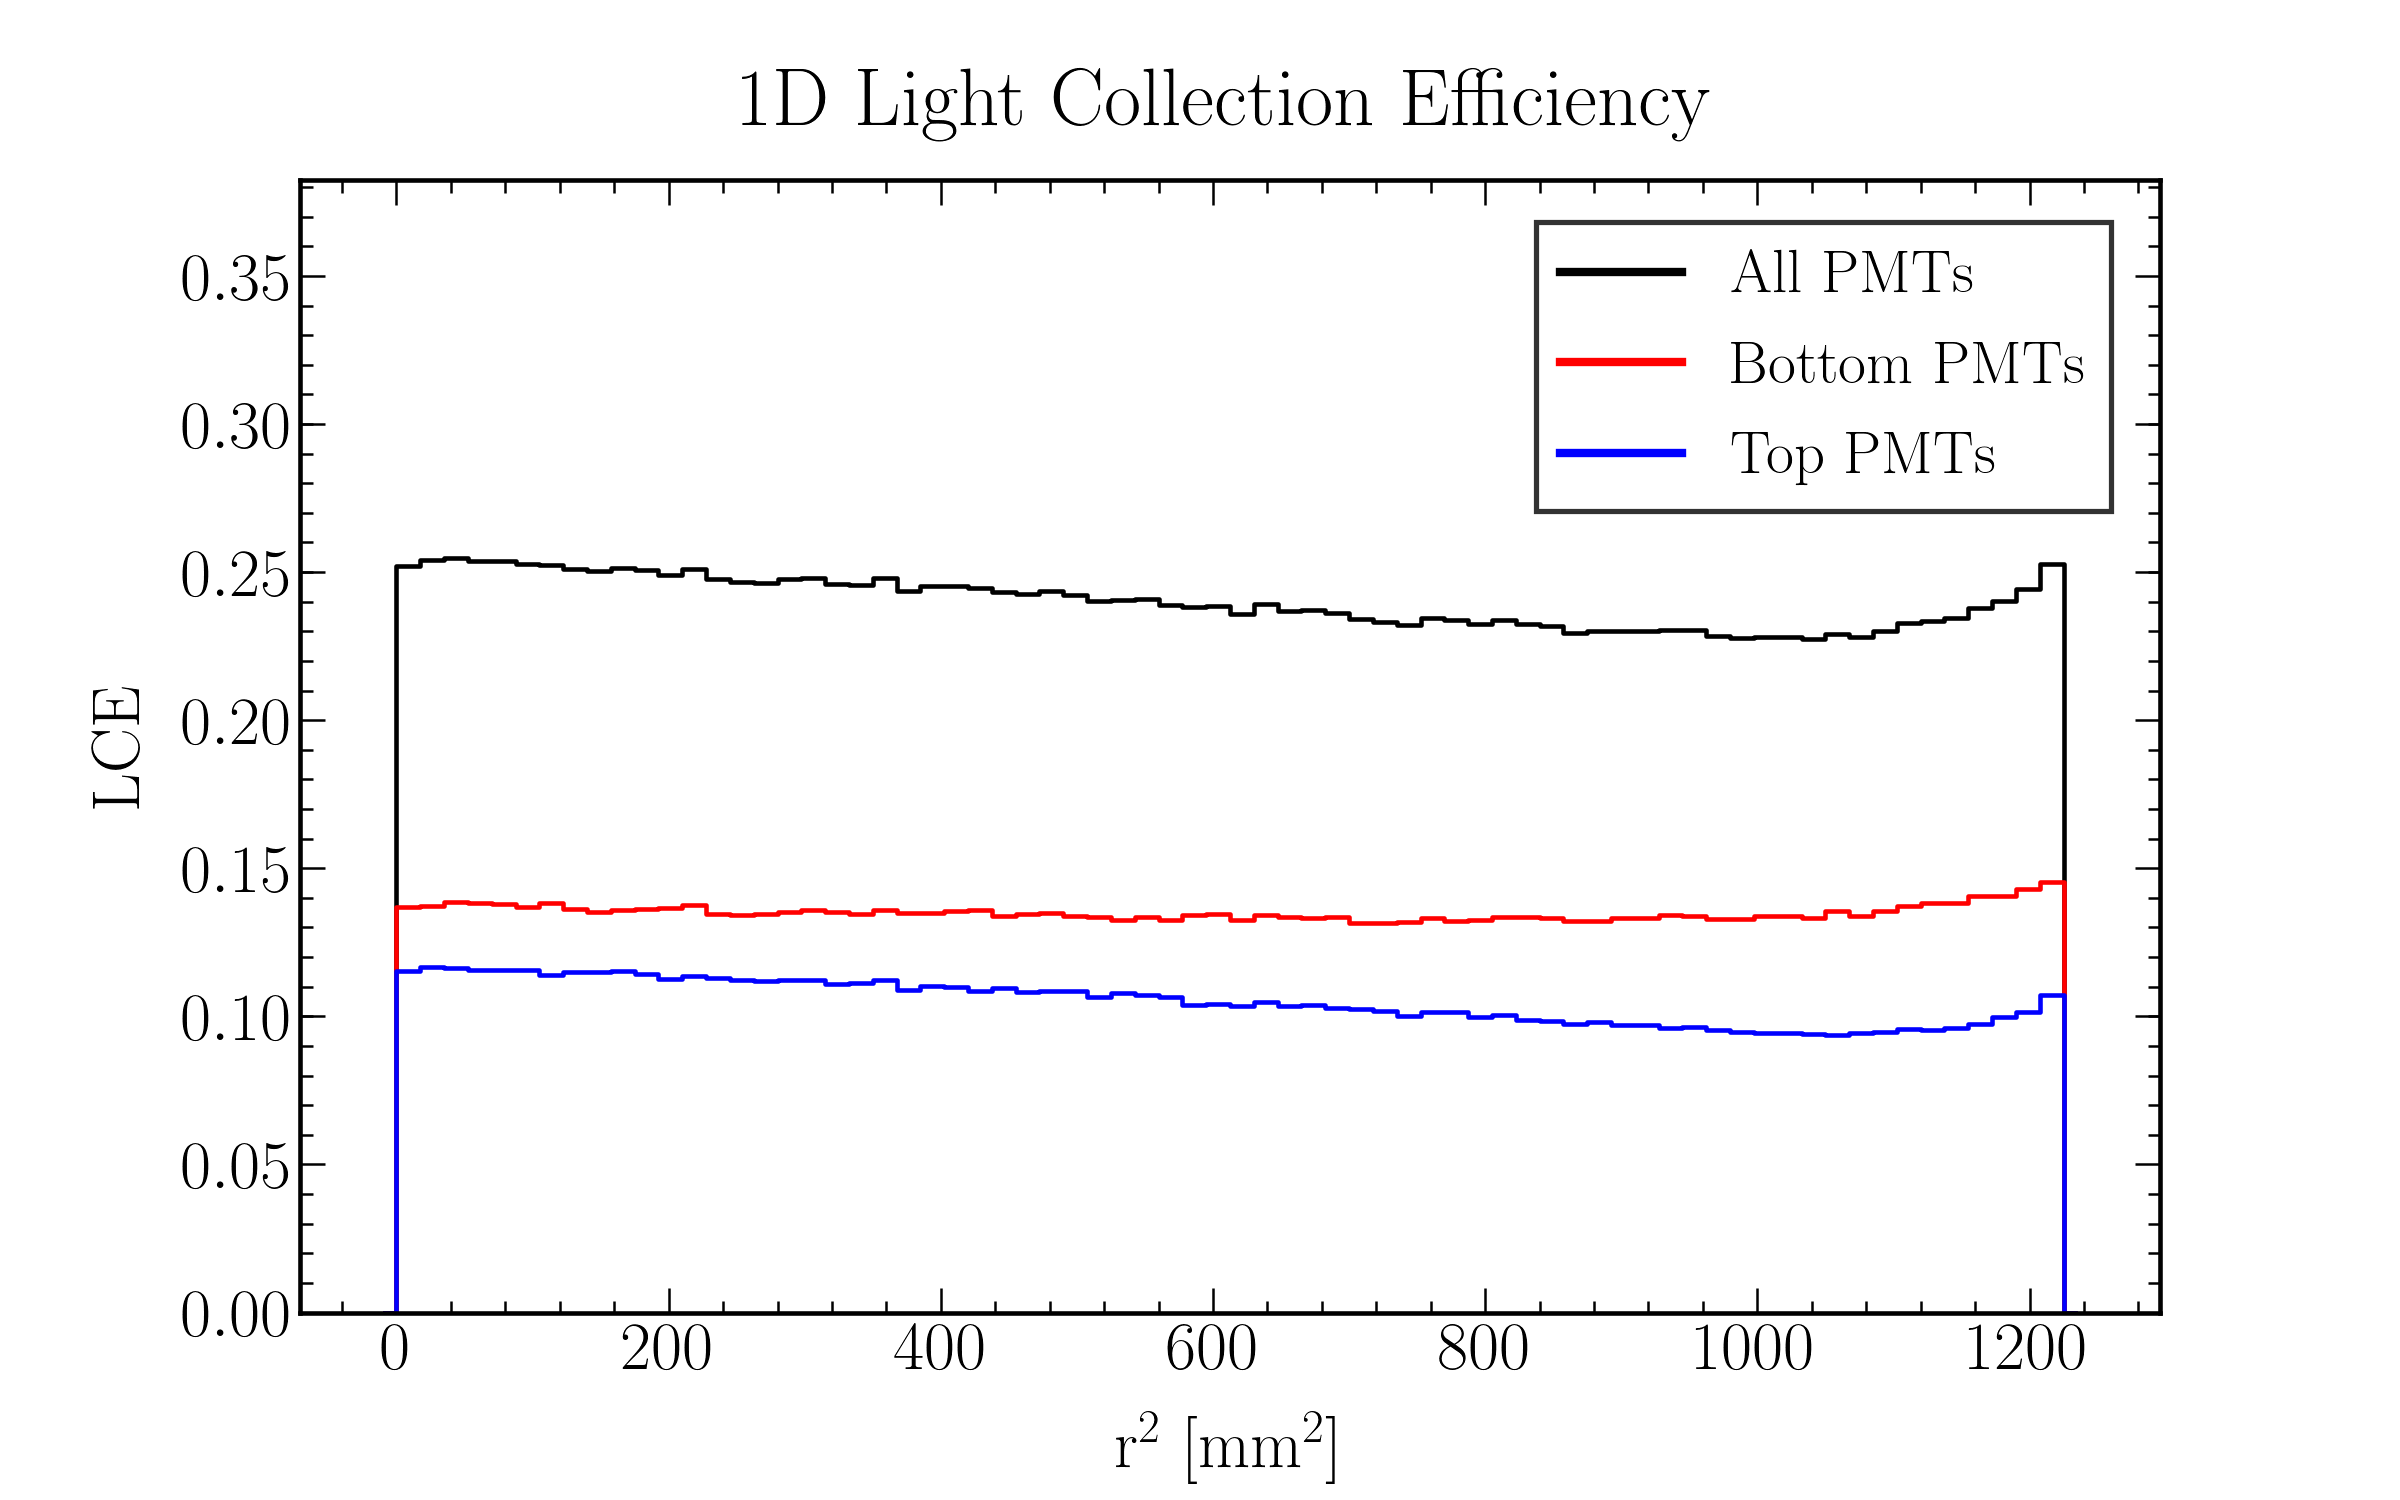 1D Light Collection Efficiency
All PMTs
Bottom PMTs
Top PMTs
LCE
0.35
0.30
0.25
0.20
0.15
0.10
0.05
0.00
0 200 400 600 800 1000 1200
r² [mm²]